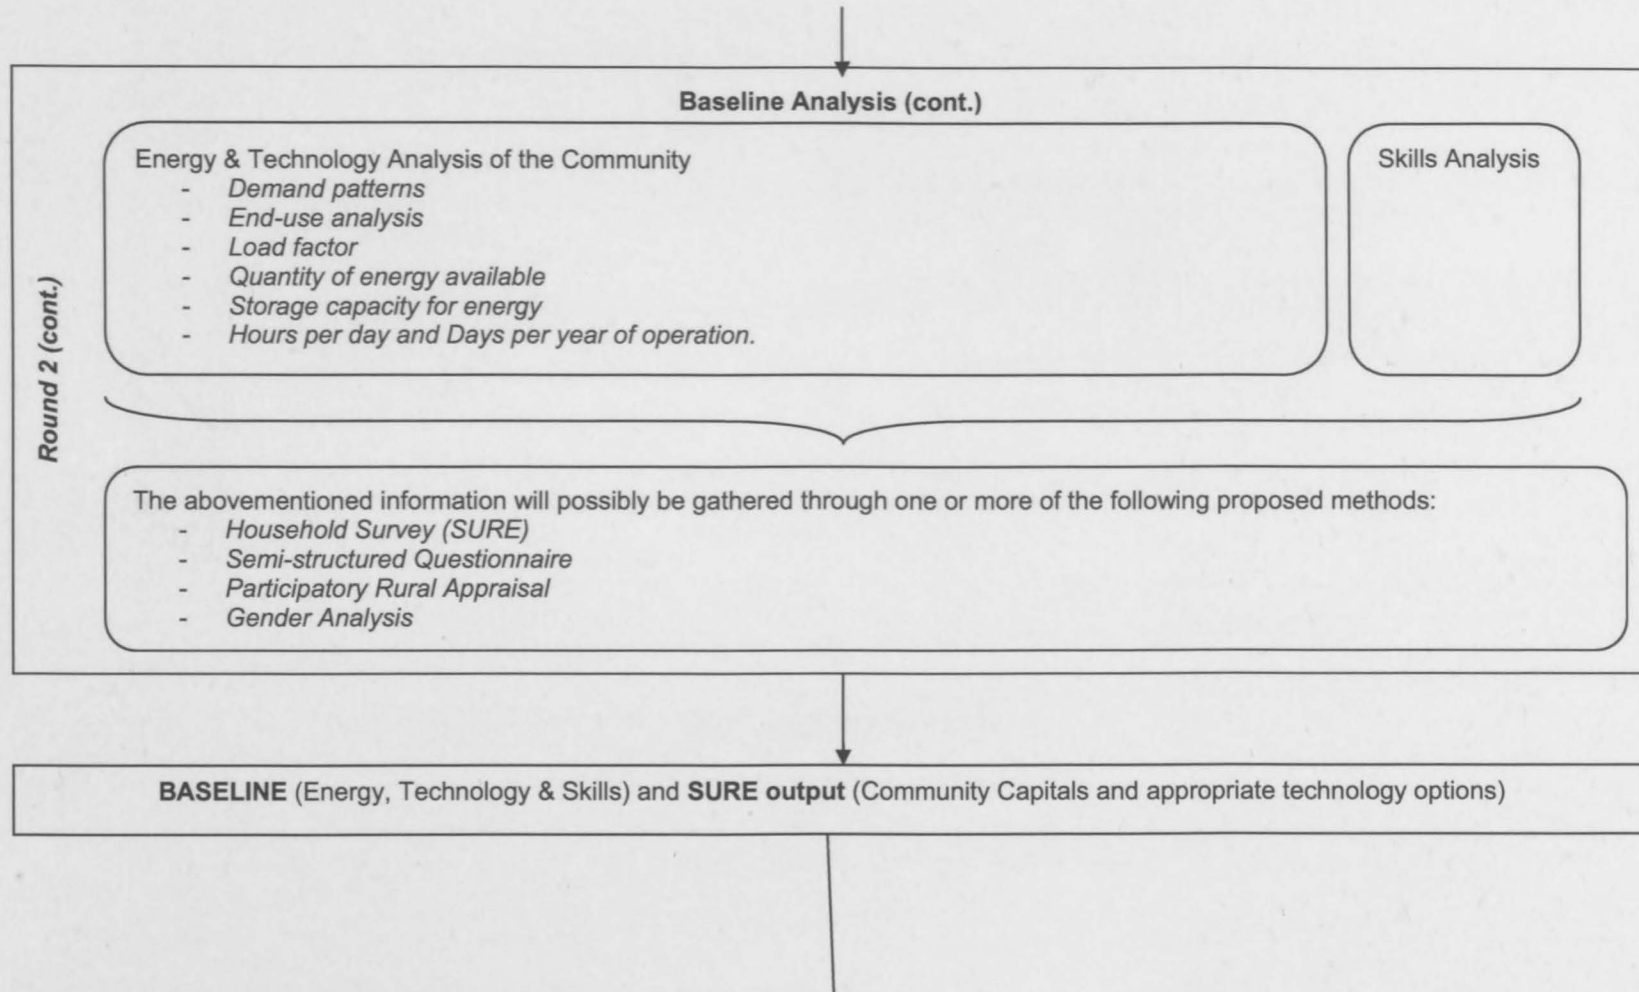 Baseline Analysis (cont.)
Energy & Technology Analysis of the Community
- Demand patterns
- End-use analysis
- Load factor
- Quantity of energy available
- Storage capacity for energy
- Hours per day and Days per year of operation.
Skills Analysis
Round 2 (cont.)
The abovementioned information will possibly be gathered through one or more of the following proposed methods:
- Household Survey (SURE)
- Semi-structured Questionnaire
- Participatory Rural Appraisal
- Gender Analysis
BASELINE (Energy, Technology & Skills) and SURE output (Community Capitals and appropriate technology options)